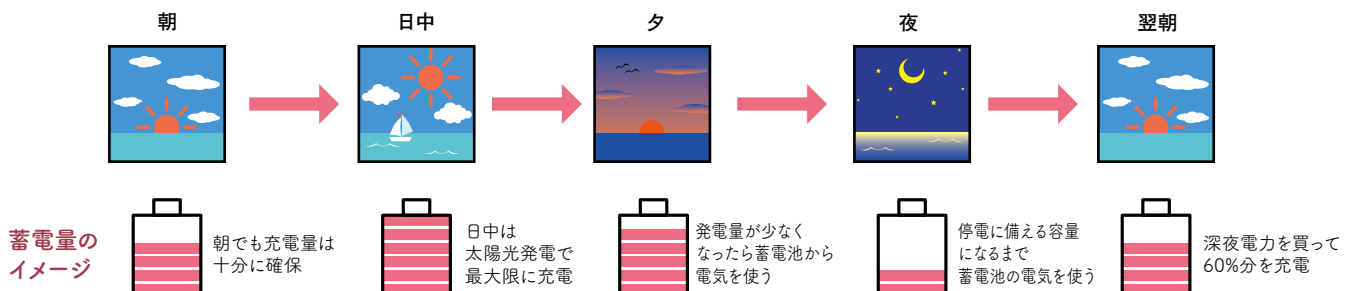 朝
日中
夕
夜
翌朝
蓄電量の
イメージ
朝でも充電量は
十分に確保
日中は
太陽光発電で
最大限に充電
発電量が少なく
なったら蓄電池から
電気を使う
停電に備える容量
になるまで
蓄電池の電気を使う
深夜電力を買って
60%分を充電